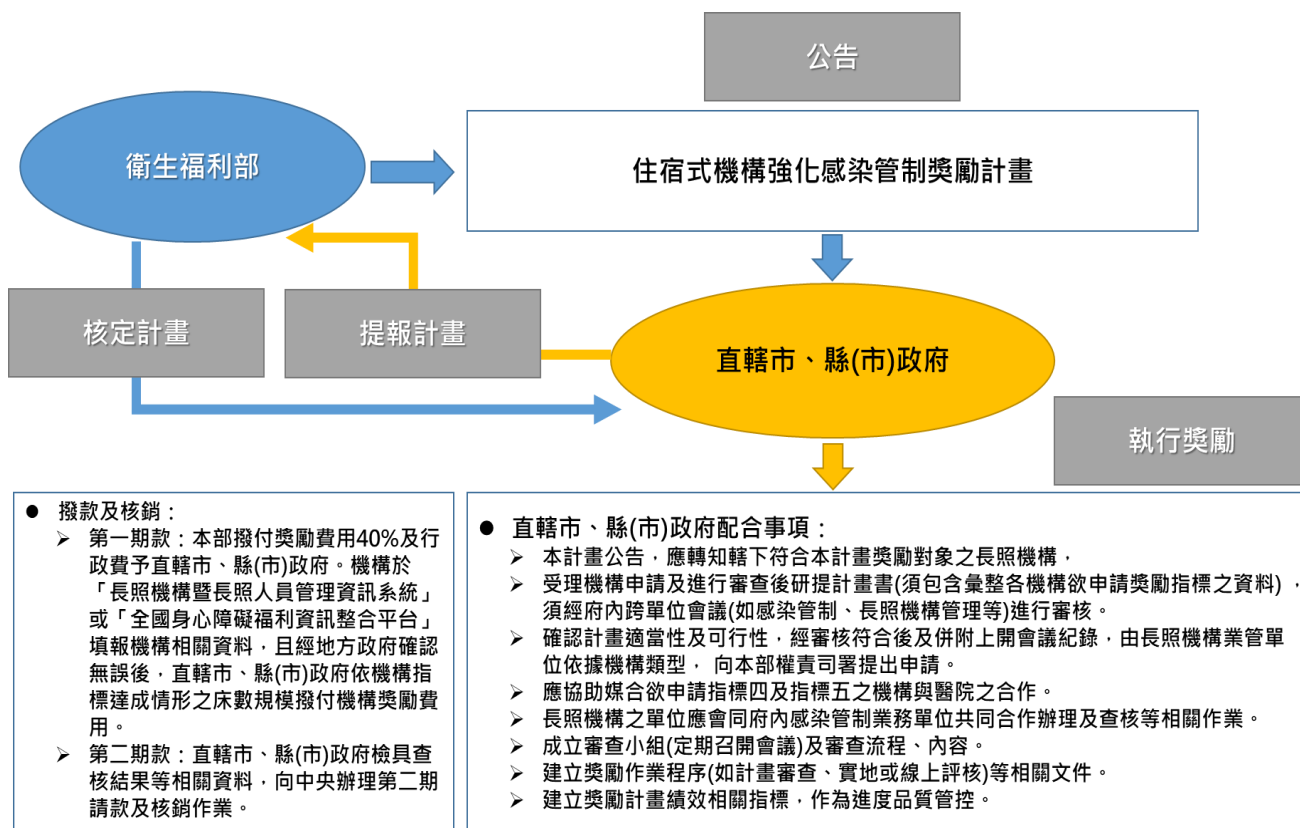 公告
衛生福利部
住宿式機構強化感染管制獎勵計畫
核定計畫
提報計畫
直轄市、縣(市)政府
執行獎勵
● 撥款及核銷：
➢ 第一期款：本部撥付獎勵費用40%及行
政費予直轄市、縣(市)政府。機構於
「長照機構暨長照人員管理資訊系統」
或「全國身心障礙福利資訊整合平台」
填報機構相關資料，且經地方政府確認
無誤後，直轄市、縣(市)政府依機構指
標達成情形之床數規模撥付機構獎勵費
用。
➢ 第二期款：直轄市、縣(市)政府檢具查
核結果等相關資料，向中央辦理第二期
請款及核銷作業。
● 直轄市、縣(市)政府配合事項：
➢ 本計畫公告，應轉知轄下符合本計畫獎勵對象之長照機構，
➢ 受理機構申請及進行審查後研提計畫書(須包含彙整各機構欲申請獎勵指標之資料)，
須經府內跨單位會議(如感染管制、長照機構管理等)進行審核。
➢ 確認計畫適當性及可行性，經審核符合後及併附上開會議紀錄，由長照機構業管單
位依據機構類型， 向本部權責司署提出申請。
➢ 應協助媒合欲申請指標四及指標五之機構與醫院之合作。
➢ 長照機構之單位應會同府內感染管制業務單位共同合作辦理及查核等相關作業。
➢ 成立審查小組(定期召開會議)及審查流程、內容。
➢ 建立獎勵作業程序(如計畫審查、實地或線上評核)等相關文件。
➢ 建立獎勵計畫績效相關指標，作為進度品質管控。